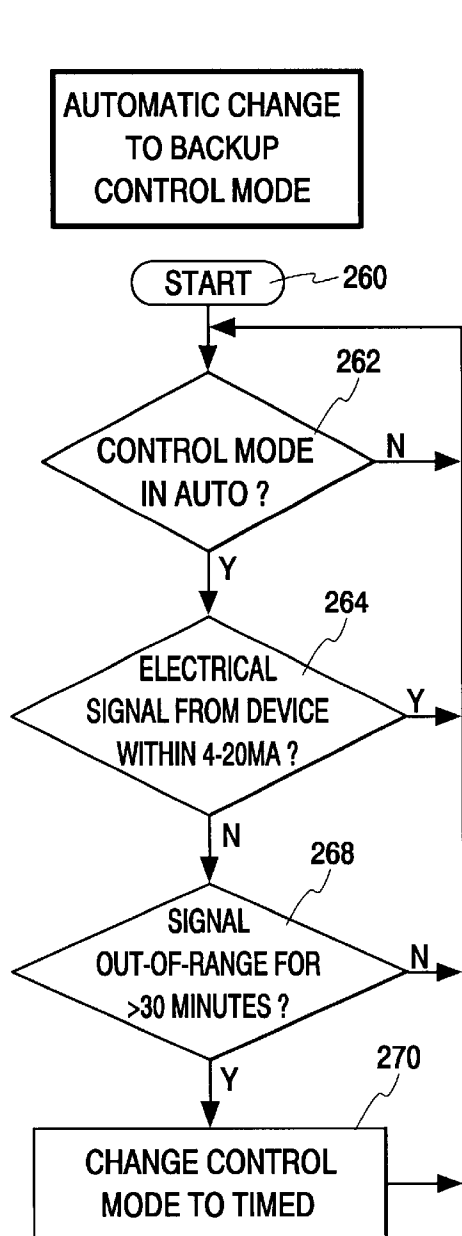 AUTOMATIC CHANGE
TO BACKUP
CONTROL MODE
START
260
262
CONTROL MODE
IN AUTO ?
N
Y
264
ELECTRICAL
SIGNAL FROM DEVICE
WITHIN 4-20MA ?
Y
N
268
SIGNAL
OUT-OF-RANGE FOR
>30 MINUTES ?
N
Y
270
CHANGE CONTROL
MODE TO TIMED